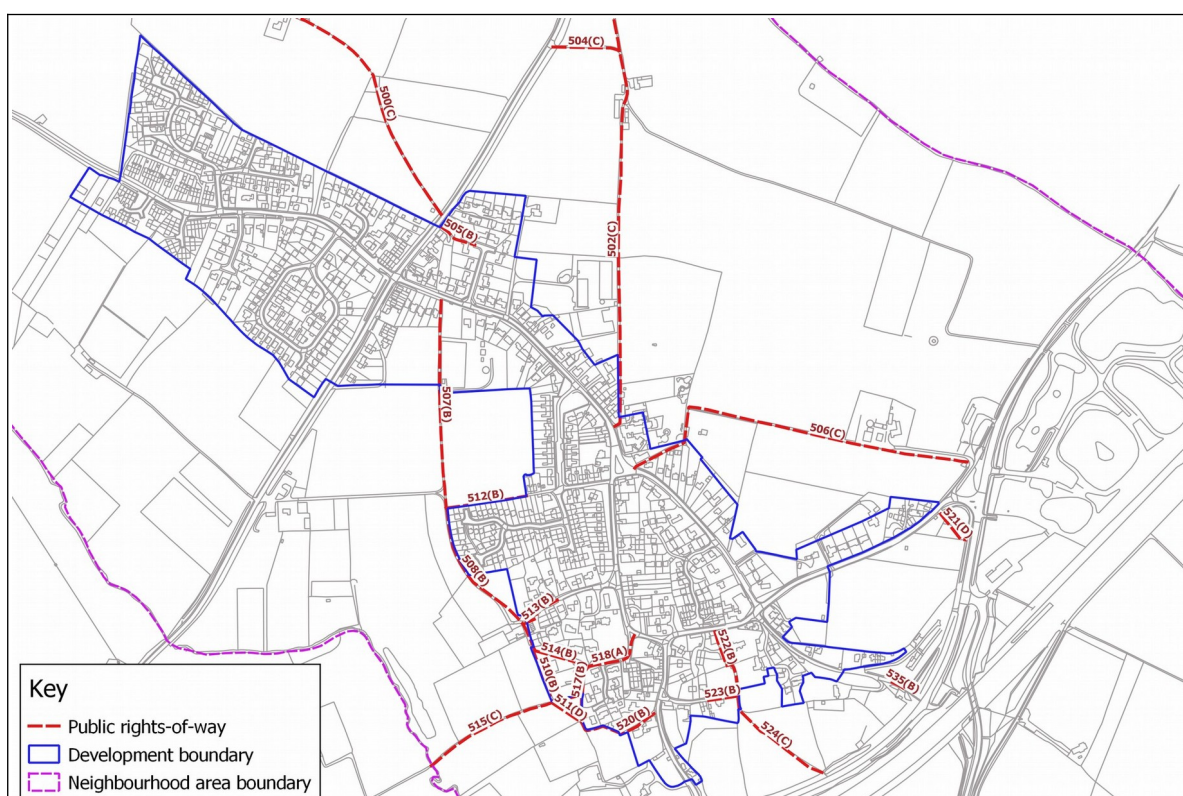 504(C)
500(C)
505(B)
502(C)
507(B)
506(C)
512(B)
521(D)
508(B)
513(B)
514(B)
518(A)
522(B)
510(B)
517(B)
535(B)
523(B)
511(D)
515(C)
520(B)
524(C)
Key
Public rights-of-way
Development boundary
Neighbourhood area boundary